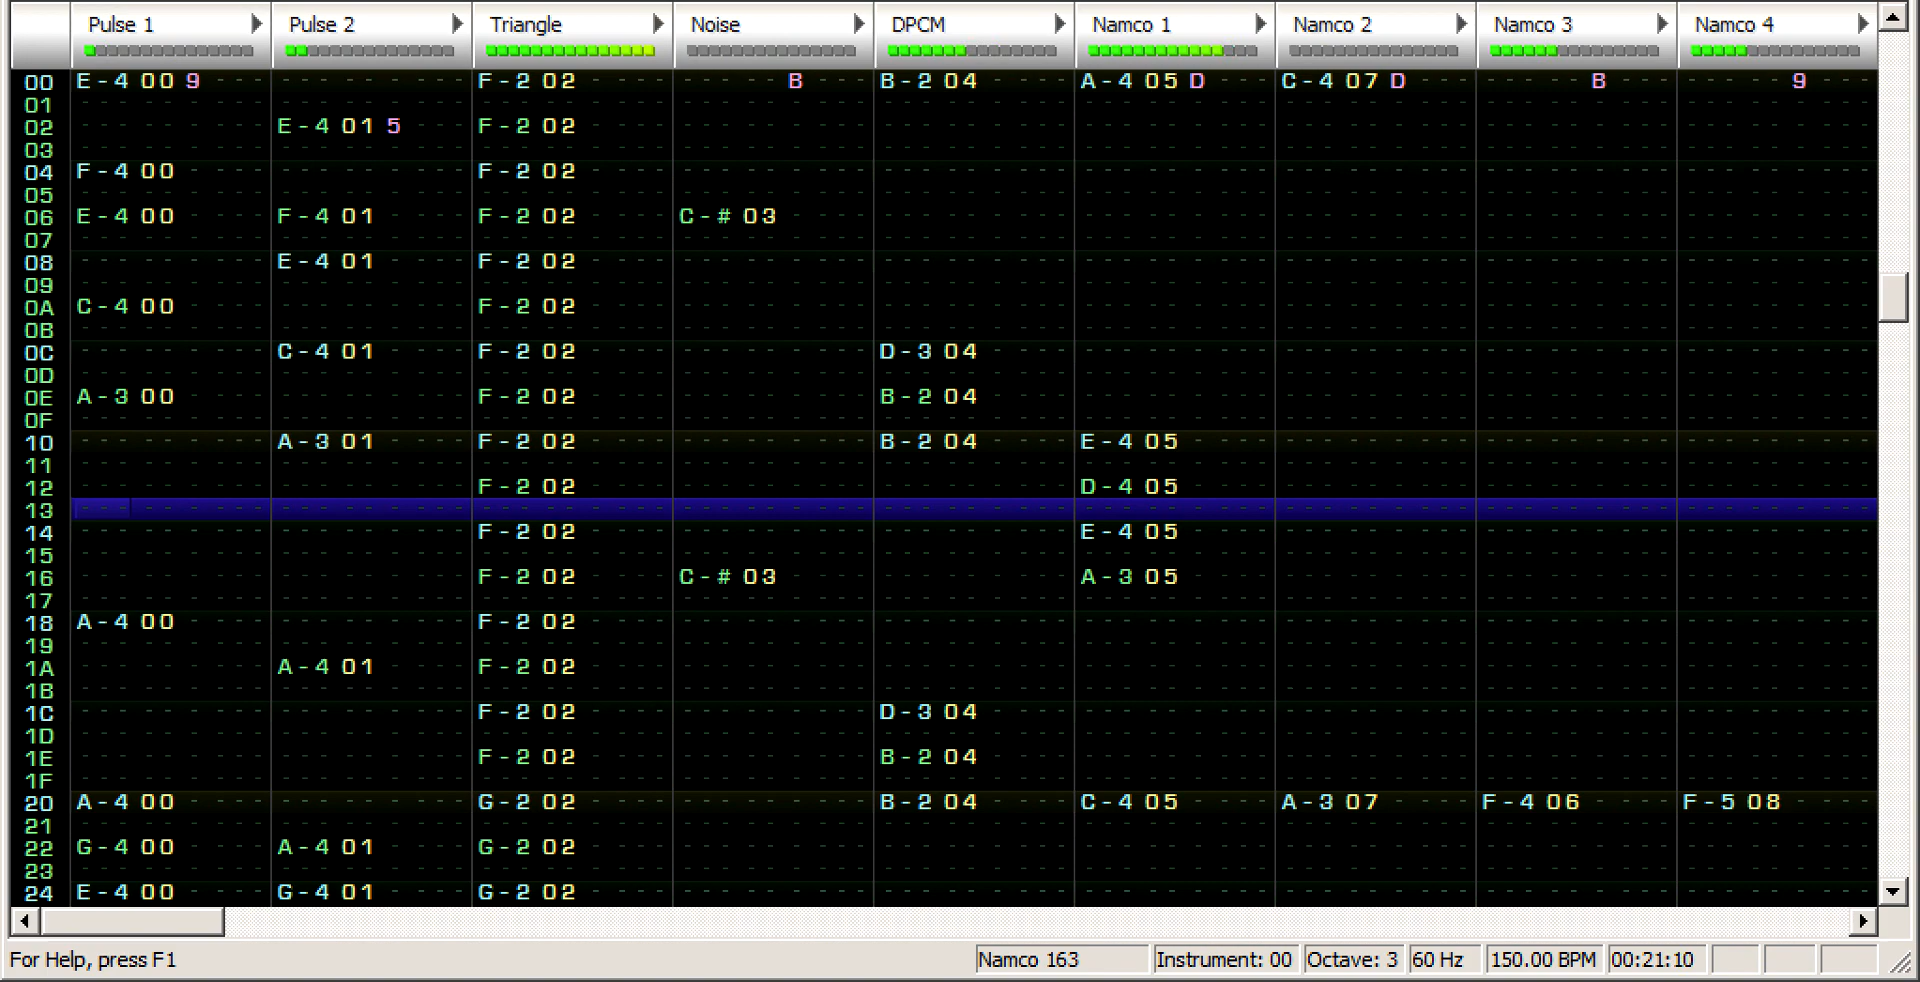 Pulse 1 Pulse 2 Triangle Noise DPCM Namco 1 Namco 2 Namco 3 Namco 4
00 E-4 00 9 F-2 02 B B-2 04 A-4 05 D C-4 07 D B 9
01
02 E-4 01 5 F-2 02
03
04 F-4 00 F-2 02
05
06 E-4 00 F-4 01 F-2 02 C-# 03
07
08 E-4 01 F-2 02
09
0A C-4 00 F-2 02
0B
0C C-4 01 F-2 02 D-3 04
0D
0E A-3 00 F-2 02 B-2 04
0F
10 A-3 01 F-2 02 B-2 04 E-4 05
11
12 F-2 02 D-4 05
13
14 F-2 02 E-4 05
15
16 F-2 02 C-# 03 A-3 05
17
18 A-4 00 F-2 02
19
1A A-4 01 F-2 02
1B
1C F-2 02 D-3 04
1D
1E F-2 02 B-2 04
1F
20 A-4 00 G-2 02 B-2 04 C-4 05 A-3 07 F-4 06 F-5 08
21
22 G-4 00 A-4 01 G-2 02
23
24 E-4 00 G-4 01 G-2 02
For Help, press F1 Namco 163 Instrument: 00 Octave: 3 60 Hz 150.00 BPM 00:21:10